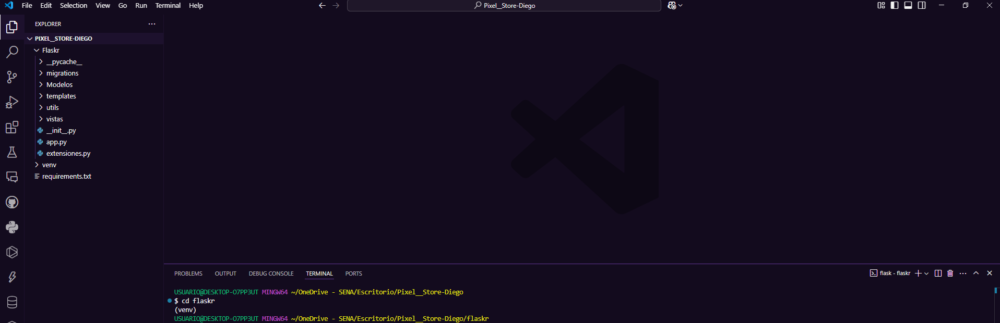 File Edit Selection View Go Run Terminal Help
Pixel__Store-Diego
EXPLORER
PIXEL__STORE-DIEGO
Flaskr
__pycache__
migrations
Modelos
templates
utils
vistas
__init__.py
app.py
extensiones.py
venv
requirements.txt
PROBLEMS OUTPUT DEBUG CONSOLE TERMINAL PORTS
flask - flaskr
USUARIO@DESKTOP-O7PP3UT MINGW64 ~/OneDrive - SENA/Escritorio/Pixel__Store-Diego
$ cd flaskr
(venv)
USUARIO@DESKTOP-O7PP3UT MINGW64 ~/OneDrive - SENA/Escritorio/Pixel__Store-Diego/flaskr